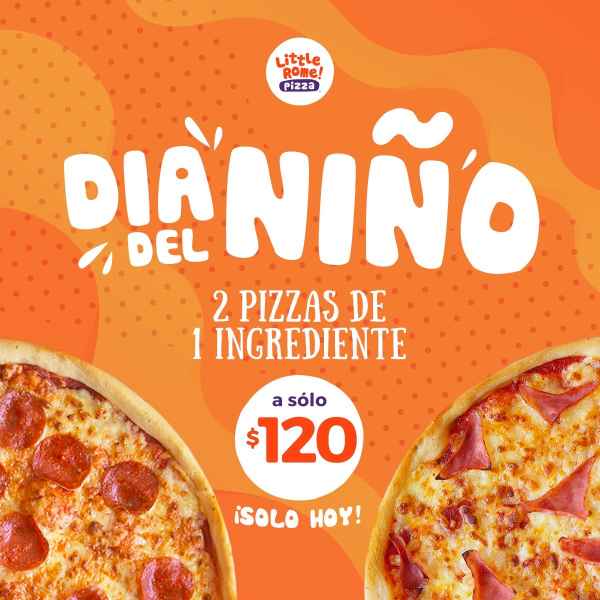 Little
Rome!
Pizza
DIA
DEL
NIÑO
2 PIZZAS DE
1 INGREDIENTE
a sólo
$120
¡SOLO HOY!